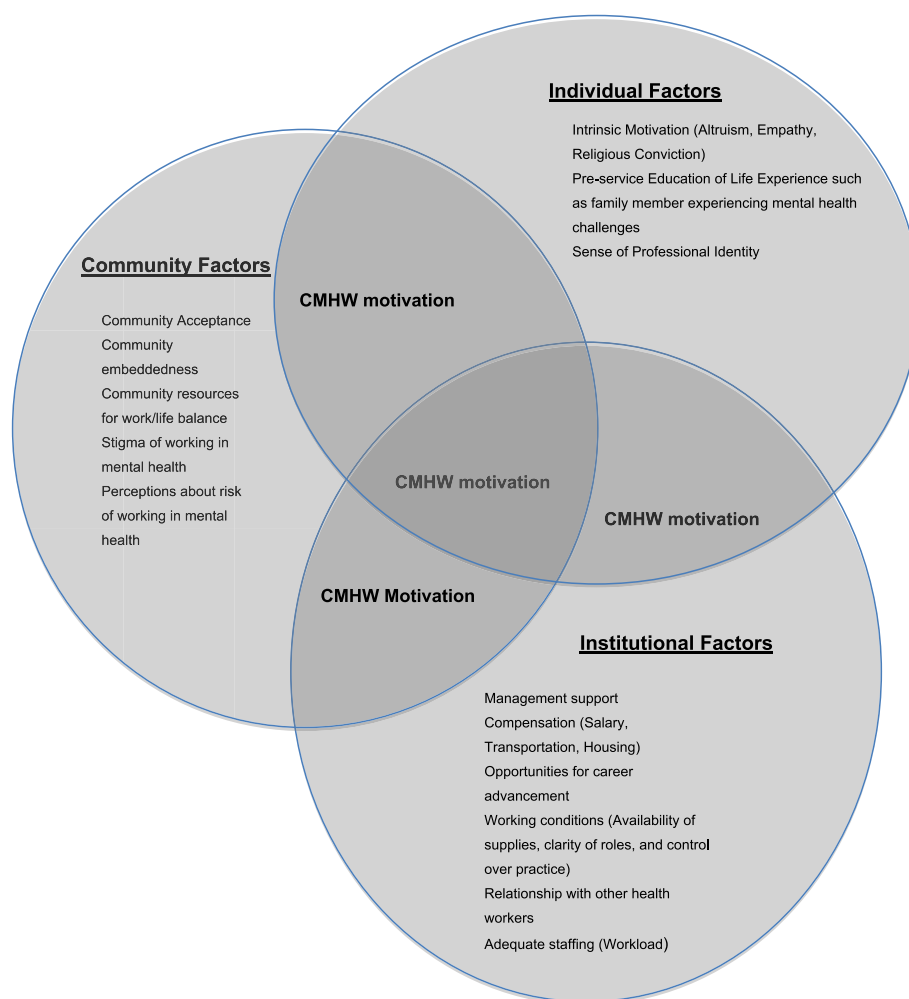 Individual Factors
Intrinsic Motivation (Altruism, Empathy,
Religious Conviction)
Pre-service Education of Life Experience such
as family member experiencing mental health
challenges
Sense of Professional Identity
Community Factors
Community Acceptance
Community
embeddedness
Community resources
for work/life balance
Stigma of working in
mental health
Perceptions about risk
of working in mental
health
CMHW motivation
CMHW motivation
CMHW motivation
CMHW Motivation
Institutional Factors
Management support
Compensation (Salary,
Transportation, Housing)
Opportunities for career
advancement
Working conditions (Availability of
supplies, clarity of roles, and control
over practice)
Relationship with other health
workers
Adequate staffing (Workload)